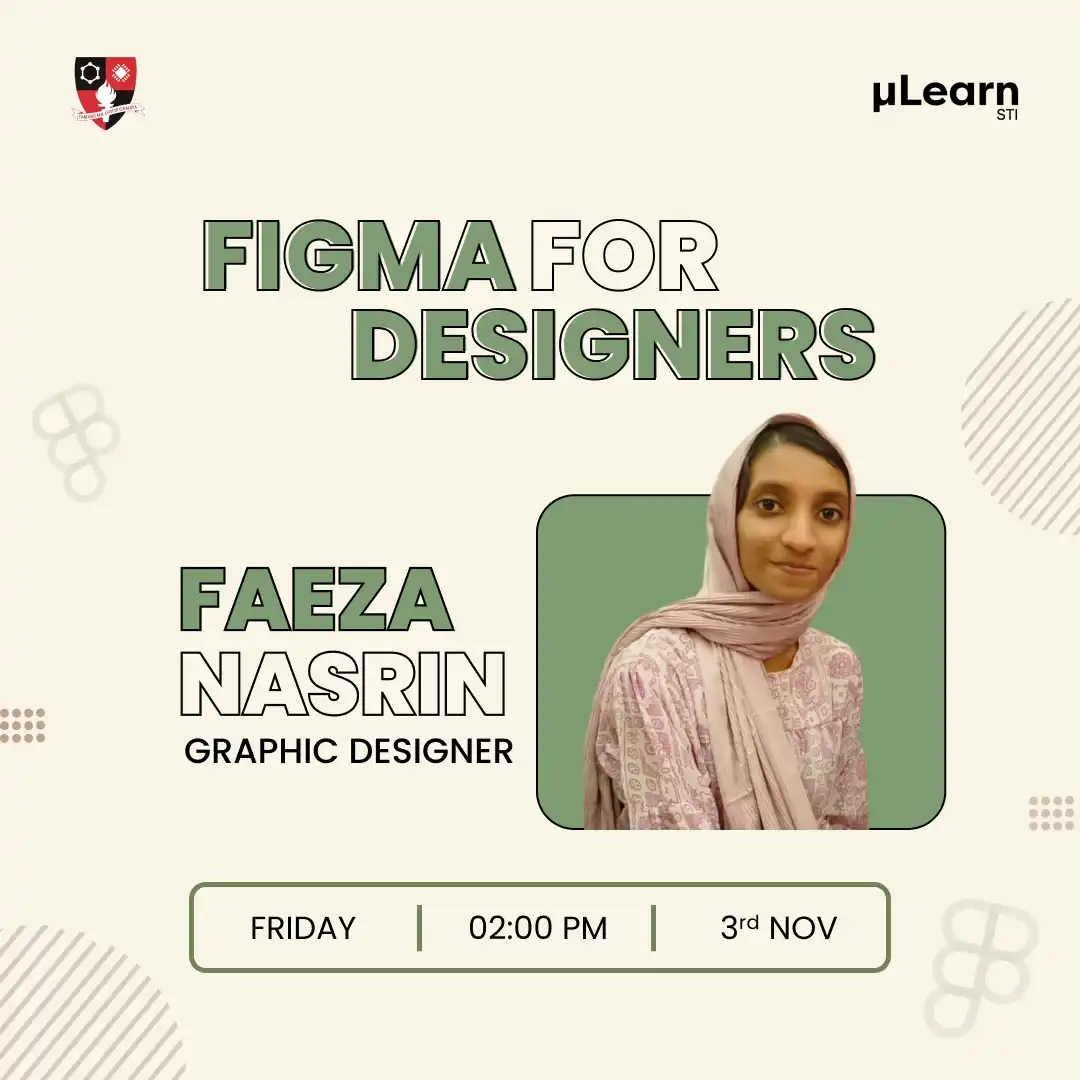 µLearn
STI
FIGMA FOR
DESIGNERS
FAEZA
NASRIN
GRAPHIC DESIGNER
FRIDAY
02:00 PM
3rd NOV